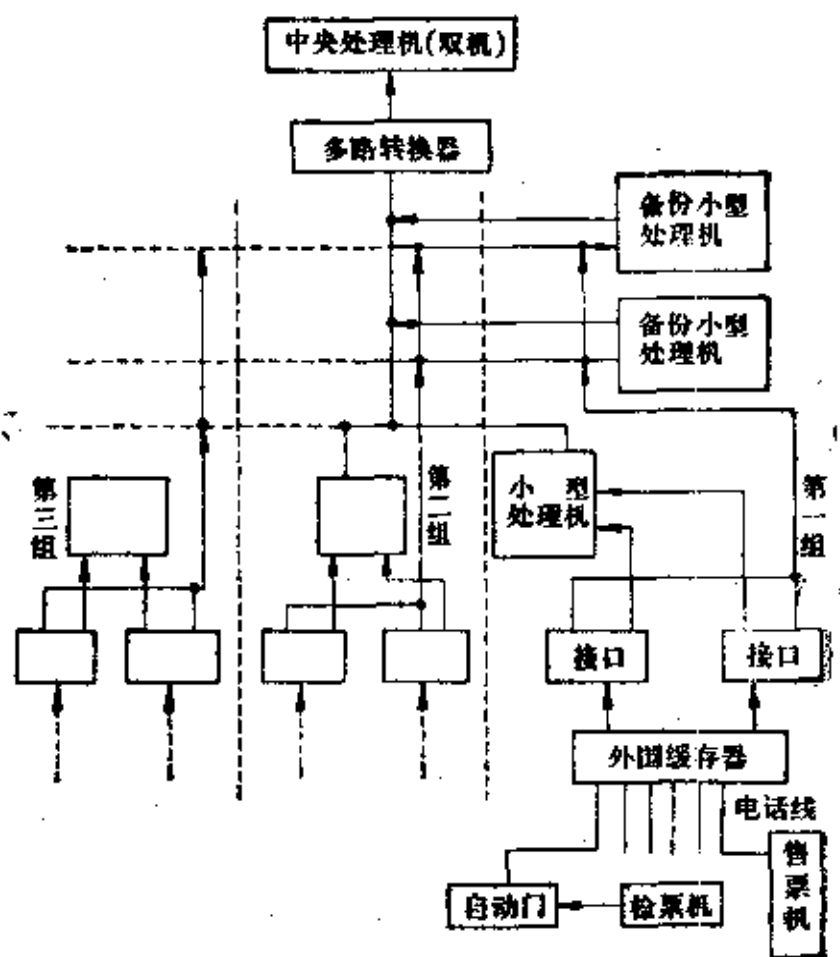 中央处理机(双机)
多路转换器
备份小型
处理机
备份小型
处理机
第三组
第二组
小型
处理机
第一组
接口
接口
外围缓存器
电话线
售票机
自动门
检票机